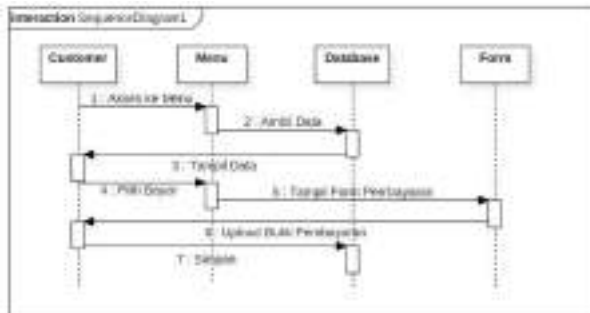 interaction SequenceDiagram1
Customer
Menu
Database
Form
1 : Akses ke Menu
2 : Ambil Data
3 : Tampil Data
4 : Pilih Bayar
5 : Tampil Form Pembayaran
6 : Upload Bukti Pembayaran
7 : Simpan